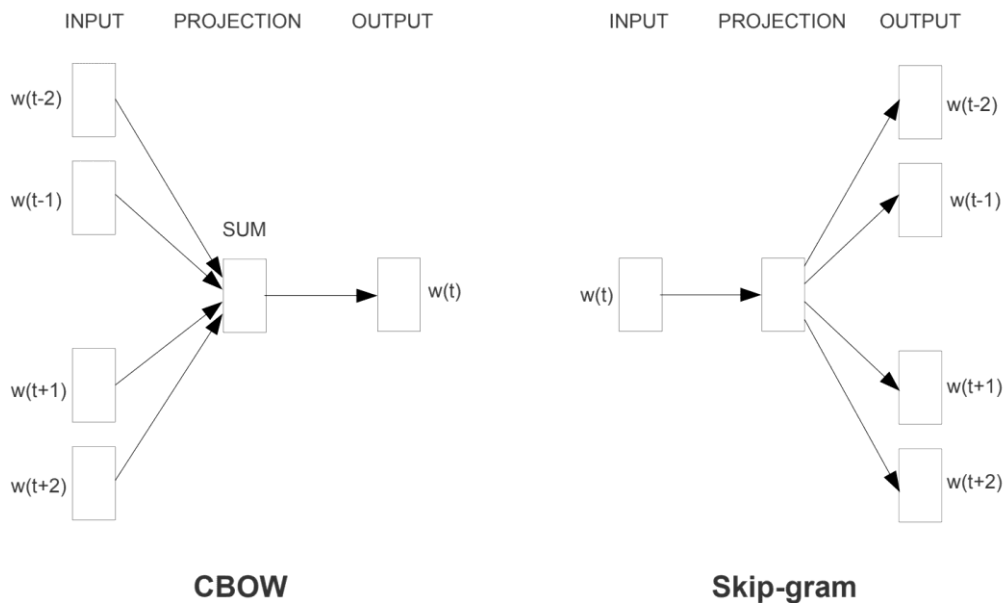 INPUT PROJECTION OUTPUT
w(t-2)
w(t-1)
SUM
w(t)
w(t+1)
w(t+2)
CBOW
INPUT PROJECTION OUTPUT
w(t-2)
w(t-1)
w(t)
w(t+1)
w(t+2)
Skip-gram